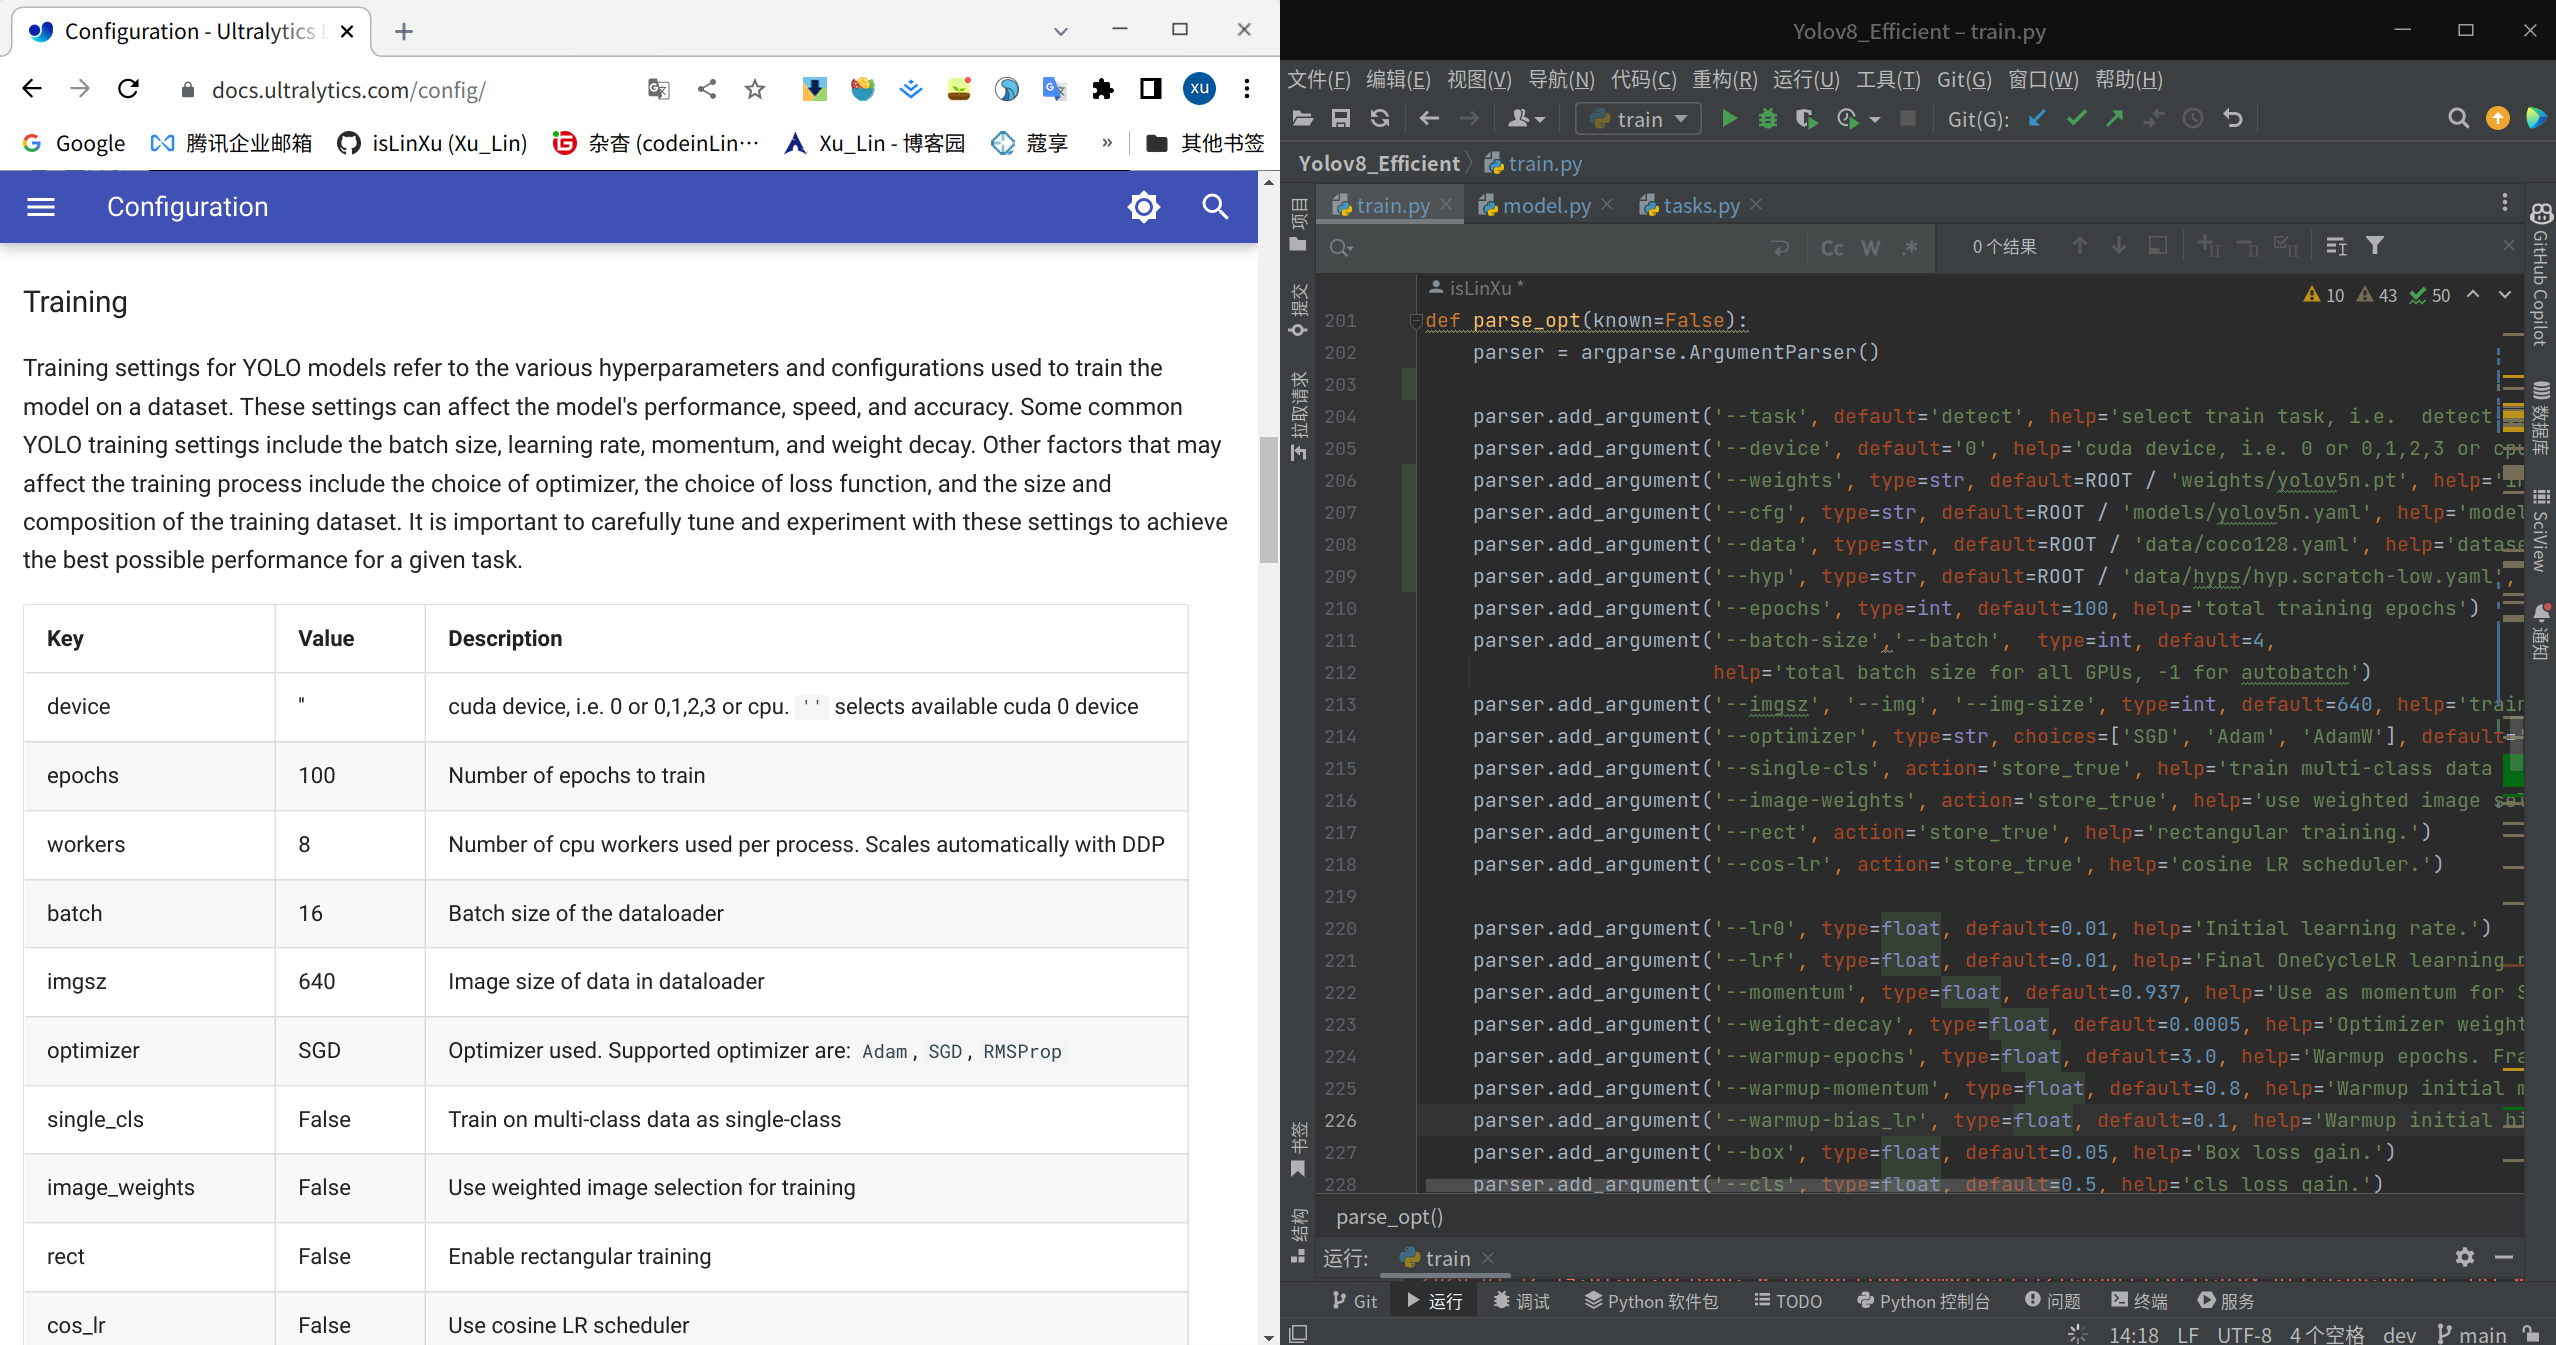 Configuration - Ultralytics
docs.ultralytics.com/config/
xu
Google
腾讯企业邮箱
isLinXu (Xu_Lin)
杂杏 (codeinLin…
Xu_Lin - 博客园
蔻享
»
其他书签
Configuration
Training
Training settings for YOLO models refer to the various hyperparameters and configurations used to train the
model on a dataset. These settings can affect the model's performance, speed, and accuracy. Some common
YOLO training settings include the batch size, learning rate, momentum, and weight decay. Other factors that may
affect the training process include the choice of optimizer, the choice of loss function, and the size and
composition of the training dataset. It is important to carefully tune and experiment with these settings to achieve
the best possible performance for a given task.
Key Value Description
device '' cuda device, i.e. 0 or 0,1,2,3 or cpu. '' selects available cuda 0 device
epochs 100 Number of epochs to train
workers 8 Number of cpu workers used per process. Scales automatically with DDP
batch 16 Batch size of the dataloader
imgsz 640 Image size of data in dataloader
optimizer SGD Optimizer used. Supported optimizer are: Adam, SGD, RMSProp
single_cls False Train on multi-class data as single-class
image_weights False Use weighted image selection for training
rect False Enable rectangular training
cos_lr False Use cosine LR scheduler
Yolov8_Efficient – train.py
文件(F) 编辑(E) 视图(V) 导航(N) 代码(C) 重构(R) 运行(U) 工具(T) Git(G) 窗口(W) 帮助(H)
train
Git(G):
Yolov8_Efficient
train.py
train.py
model.py
tasks.py
Cc W .*
0 个结果
isLinXu *
10 43 50
201 def parse_opt(known=False):
202 parser = argparse.ArgumentParser()
203
204 parser.add_argument('--task', default='detect', help='select train task, i.e.  detect
205 parser.add_argument('--device', default='0', help='cuda device, i.e. 0 or 0,1,2,3 or cpu
206 parser.add_argument('--weights', type=str, default=ROOT / 'weights/yolov5n.pt', help='in
207 parser.add_argument('--cfg', type=str, default=ROOT / 'models/yolov5n.yaml', help='model
208 parser.add_argument('--data', type=str, default=ROOT / 'data/coco128.yaml', help='datase
209 parser.add_argument('--hyp', type=str, default=ROOT / 'data/hyps/hyp.scratch-low.yaml',
210 parser.add_argument('--epochs', type=int, default=100, help='total training epochs')
211 parser.add_argument('--batch-size','--batch',  type=int, default=4,
212 help='total batch size for all GPUs, -1 for autobatch')
213 parser.add_argument('--imgsz', '--img', '--img-size', type=int, default=640, help='train
214 parser.add_argument('--optimizer', type=str, choices=['SGD', 'Adam', 'AdamW'], default='
215 parser.add_argument('--single-cls', action='store_true', help='train multi-class data
216 parser.add_argument('--image-weights', action='store_true', help='use weighted image se
217 parser.add_argument('--rect', action='store_true', help='rectangular training.')
218 parser.add_argument('--cos-lr', action='store_true', help='cosine LR scheduler.')
219
220 parser.add_argument('--lr0', type=float, default=0.01, help='Initial learning rate.')
221 parser.add_argument('--lrf', type=float, default=0.01, help='Final OneCycleLR learning r
222 parser.add_argument('--momentum', type=float, default=0.937, help='Use as momentum for S
223 parser.add_argument('--weight-decay', type=float, default=0.0005, help='Optimizer weight
224 parser.add_argument('--warmup-epochs', type=float, default=3.0, help='Warmup epochs. Fra
225 parser.add_argument('--warmup-momentum', type=float, default=0.8, help='Warmup initial m
226 parser.add_argument('--warmup-bias_lr', type=float, default=0.1, help='Warmup initial bi
227 parser.add_argument('--box', type=float, default=0.05, help='Box loss gain.')
228 parser.add_argument('--cls', type=float, default=0.5, help='cls loss gain.')
parse_opt()
运行:
train
Git 运行 调试 Python 软件包 TODO Python 控制台 问题 终端 服务
14:18 LF UTF-8 4 个空格 dev main
项目
提交
拉取请求
书签
结构
GitHub Copilot
数据库
SciView
通知